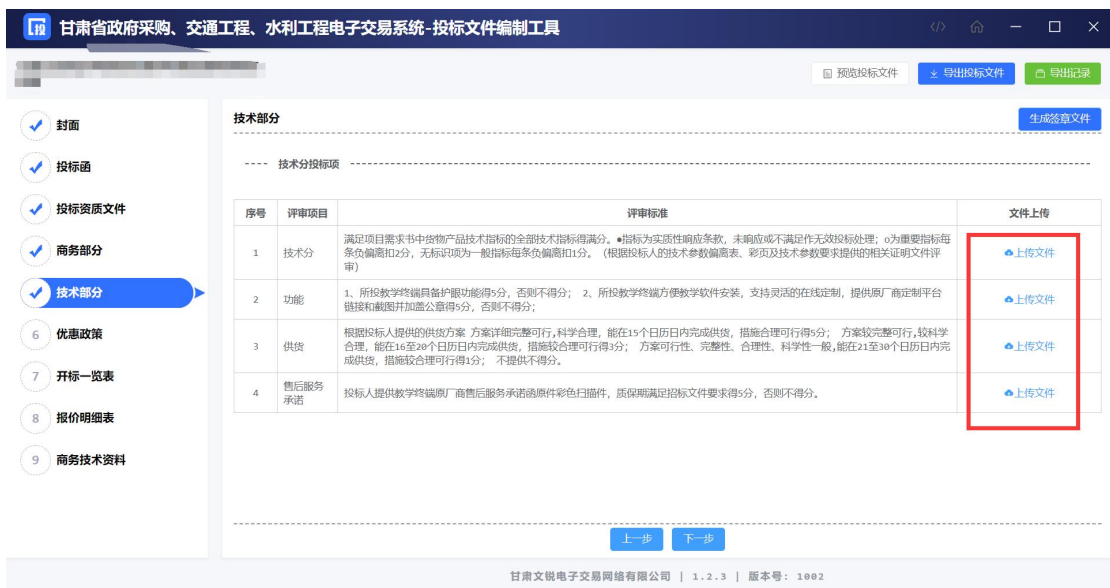 投 甘肃省政府采购、交通工程、水利工程电子交易系统-投标文件编制工具
预览投标文件 导出投标文件 导出记录
封面
投标函
投标资质文件
商务部分
技术部分
6 优惠政策
7 开标一览表
8 报价明细表
9 商务技术资料
技术部分 生成签章文件
---- 技术分投标项
序号 评审项目 评审标准 文件上传
1 技术分 满足项目需求书中货物产品技术指标的全部技术指标得满分。●指标为实质性响应条款，未响应或不满足作无效投标处理；o为重要指标每
条负偏离扣2分，无标识项为一般指标每条负偏离扣1分。（根据投标人的技术参数偏离表、彩页及技术参数要求提供的相关证明文件评
审） 上传文件
2 功能 1、所投教学终端具备护眼功能得5分，否则不得分； 2、所投教学终端方便教学软件安装，支持灵活的在线定制，提供原厂商定制平台
链接和截图并加盖公章得5分，否则不得分； 上传文件
3 供货 根据投标人提供的供货方案 方案详细完整可行,科学合理，能在15个日历日内完成供货，措施合理可行得5分； 方案较完整可行,较科学
合理，能在16至20个日历日内完成供货，措施较合理可行得3分； 方案可行性、完整性、合理性、科学性一般,能在21至30个日历日内完
成供货，措施较合理可行得1分； 不提供不得分。 上传文件
4 售后服务
承诺 投标人提供教学终端原厂商售后服务承诺函原件彩色扫描件，质保期满足招标文件要求得5分，否则不得分。 上传文件
上一步 下一步
甘肃文锐电子交易网络有限公司 | 1.2.3 | 版本号: 1002